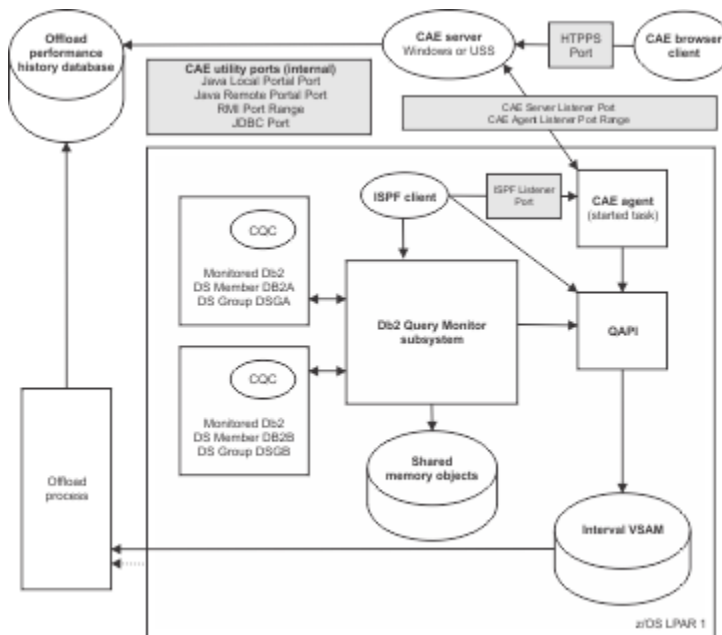 Offload
performance
history database
CAE server
Windows or USS
HTPPS
Port
CAE browser
client
CAE utility ports (internal)
Java Local Portal Port
Java Remote Portal Port
RMI Port Range
JDBC Port
CAE Server Listener Port
CAE Agent Listener Port Range
ISPF client
ISPF Listener
Port
CAE agent
(started task)
CQC
Monitored Db2
DS Member DB2A
DS Group DSGA
Db2 Query Monitor
subsystem
QAPI
CQC
Monitored Db2
DS Member DB2B
DS Group DSGB
Offload
process
Shared
memory objects
Interval VSAM
z/OS LPAR 1